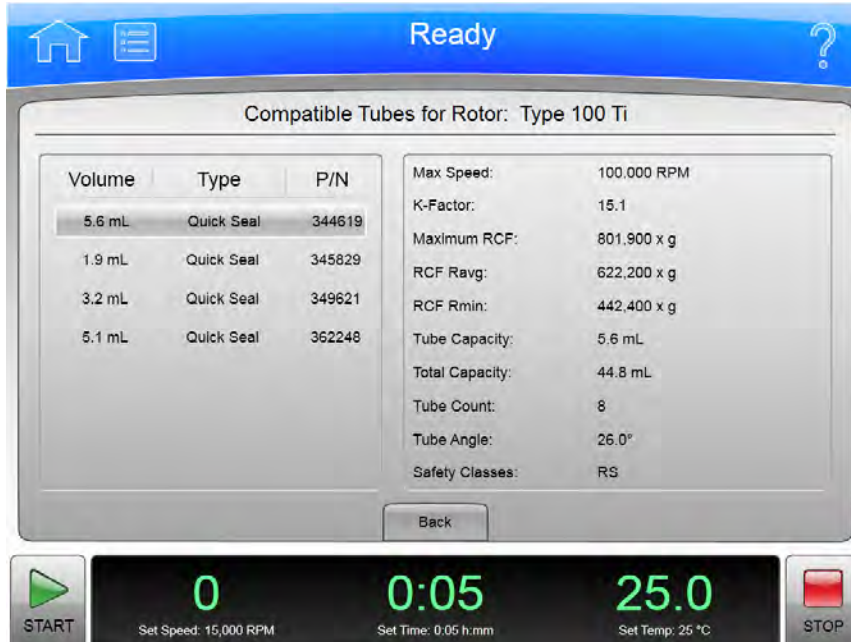 Ready
Compatible Tubes for Rotor: Type 100 Ti
Volume Type P/N
5.6 mL Quick Seal 344619
1.9 mL Quick Seal 345829
3.2 mL Quick Seal 349621
5.1 mL Quick Seal 362248
Max Speed: 100,000 RPM
K-Factor: 15.1
Maximum RCF: 801,900 x g
RCF Ravg: 622,200 x g
RCF Rmin: 442,400 x g
Tube Capacity: 5.6 mL
Total Capacity: 44.8 mL
Tube Count: 8
Tube Angle: 26.0°
Safety Classes: RS
Back
START
0
Set Speed: 15,000 RPM
0:05
Set Time: 0:05 h:mm
25.0
Set Temp: 25 °C
STOP